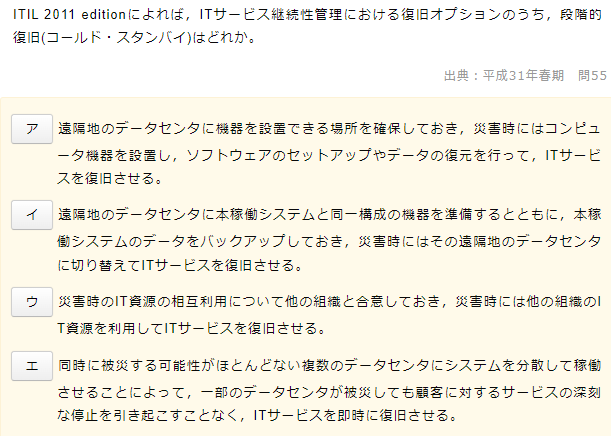 ITIL 2011 editionによれば，ITサービス継続性管理における復旧オプションのうち，段階的
復旧(コールド・スタンバイ)はどれか。
出典：平成31年春期　問55
ア 遠隔地のデータセンタに機器を設置できる場所を確保しておき，災害時にはコンピュ
ータ機器を設置し，ソフトウェアのセットアップやデータの復元を行って，ITサービ
スを復旧させる。
イ 遠隔地のデータセンタに本稼働システムと同一構成の機器を準備するとともに，本稼
働システムのデータをバックアップしておき，災害時にはその遠隔地のデータセンタ
に切り替えてITサービスを復旧させる。
ウ 災害時のIT資源の相互利用について他の組織と合意しておき，災害時には他の組織のI
T資源を利用してITサービスを復旧させる。
エ 同時に被災する可能性がほとんどない複数のデータセンタにシステムを分散して稼働
させることによって，一部のデータセンタが被災しても顧客に対するサービスの深刻
な停止を引き起こすことなく，ITサービスを即時に復旧させる。